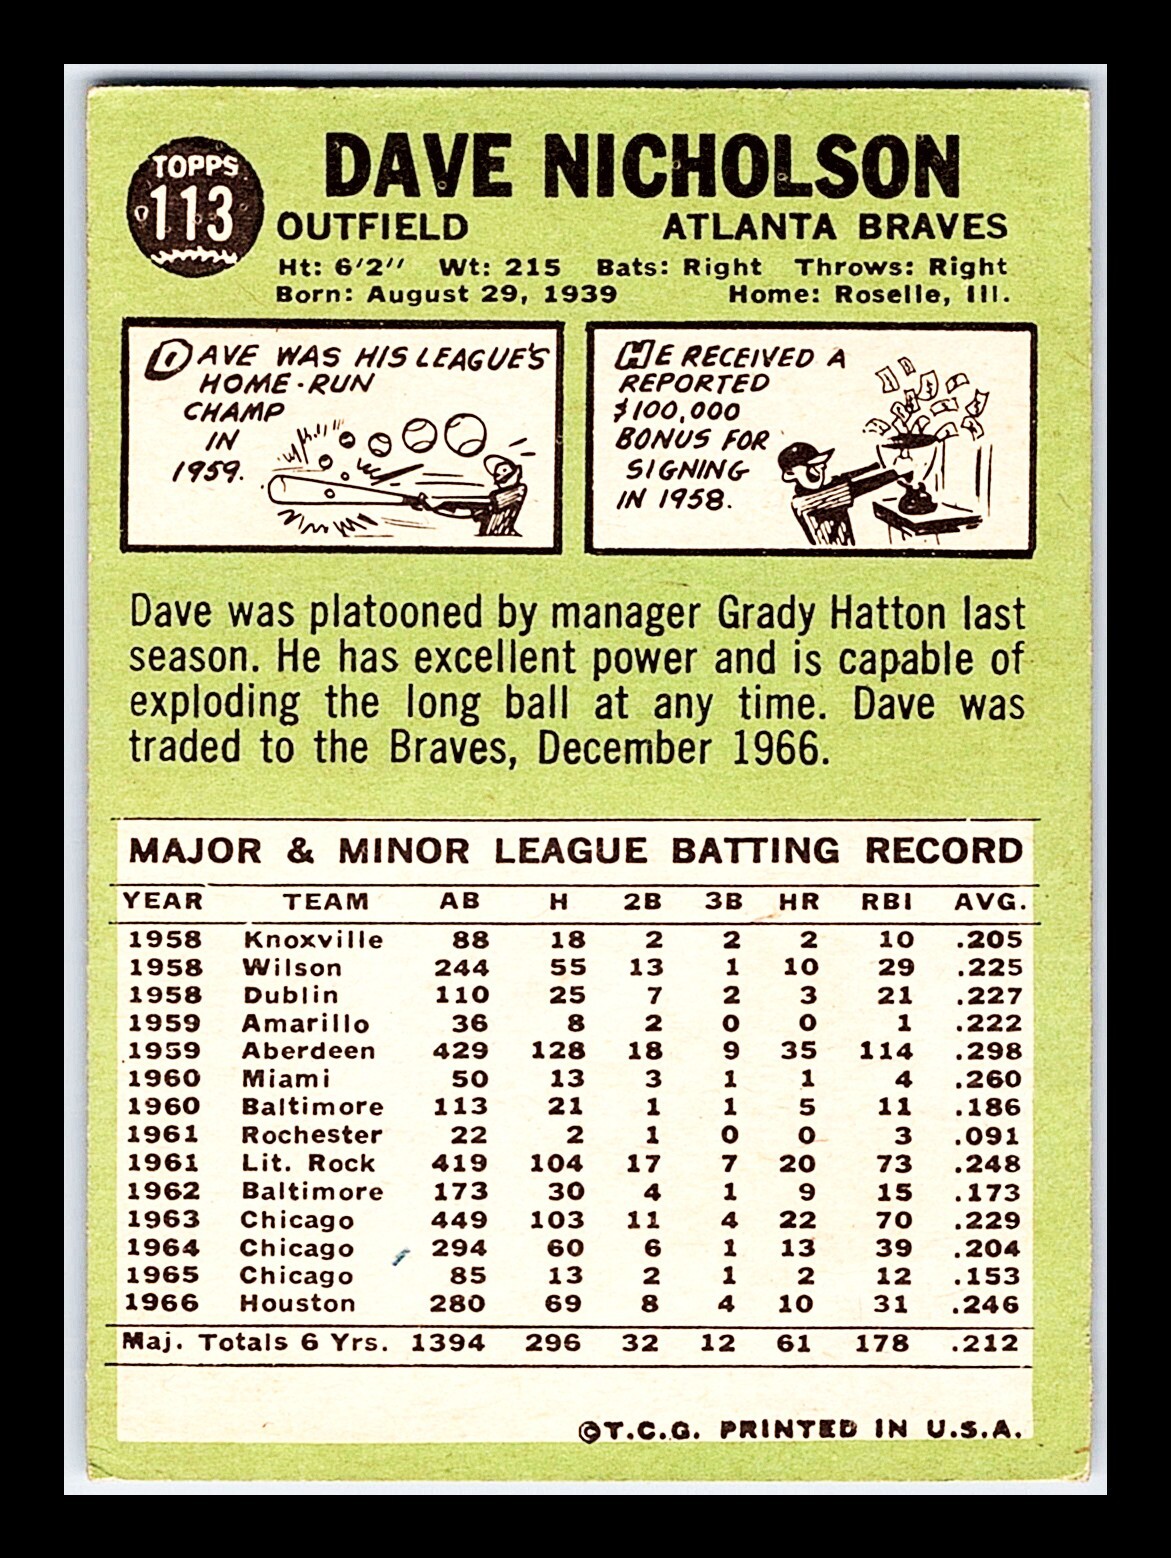 TOPPS
113
DAVE NICHOLSON
OUTFIELD ATLANTA BRAVES
Ht: 6'2" Wt: 215 Bats: Right Throws: Right
Born: August 29, 1939 Home: Roselle, Ill.
DAVE WAS HIS LEAGUE'S
HOME-RUN
CHAMP
IN
1959.
HE RECEIVED A
REPORTED
$100,000
BONUS FOR
SIGNING
IN 1958.
Dave was platooned by manager Grady Hatton last
season. He has excellent power and is capable of
exploding the long ball at any time. Dave was
traded to the Braves, December 1966.
MAJOR & MINOR LEAGUE BATTING RECORD
YEAR TEAM AB H 2B 3B HR RBI AVG.
1958 Knoxville 88 18 2 2 2 10 .205
1958 Wilson 244 55 13 1 10 29 .225
1958 Dublin 110 25 7 2 3 21 .227
1959 Amarillo 36 8 2 0 0 1 .222
1959 Aberdeen 429 128 18 9 35 114 .298
1960 Miami 50 13 3 1 1 4 .260
1960 Baltimore 113 21 1 1 5 11 .186
1961 Rochester 22 2 1 0 0 3 .091
1961 Lit. Rock 419 104 17 7 20 73 .248
1962 Baltimore 173 30 4 1 9 15 .173
1963 Chicago 449 103 11 4 22 70 .229
1964 Chicago 294 60 6 1 13 39 .204
1965 Chicago 85 13 2 1 2 12 .153
1966 Houston 280 69 8 4 10 31 .246
Maj. Totals 6 Yrs. 1394 296 32 12 61 178 .212
©T.C.G. PRINTED IN U.S.A.